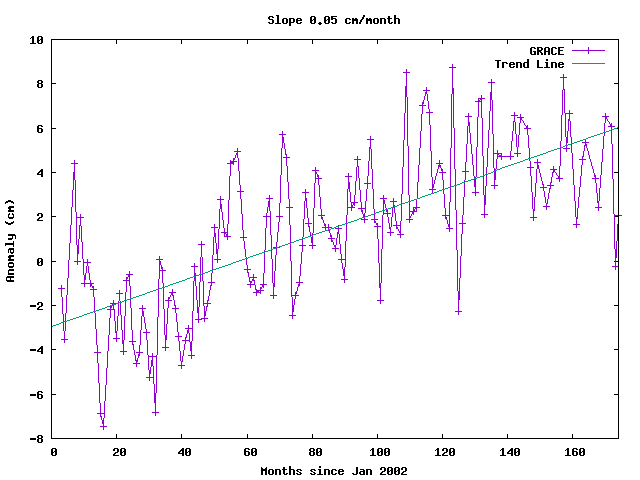 Slope 0.05 cm/month
GRACE
Trend Line
10
8
6
4
2
0
-2
-4
-6
-8
Anomaly (cm)
0 20 40 60 80 100 120 140 160
Months since Jan 2002